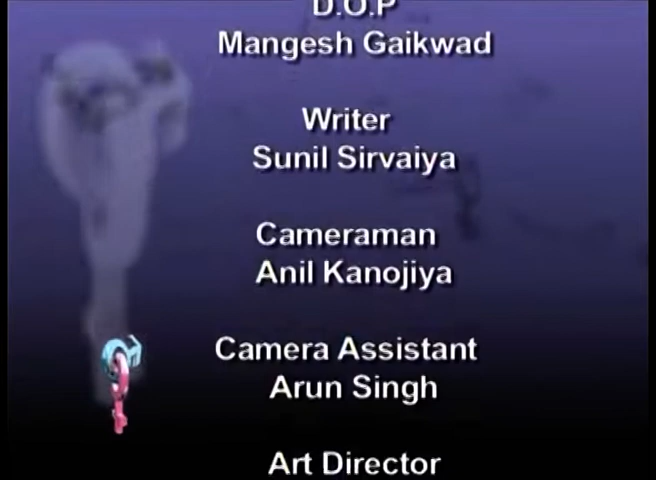 D.O.P
Mangesh Gaikwad
Writer
Sunil Sirvaiya
Cameraman
Anil Kanojiya
Camera Assistant
Arun Singh
Art Director